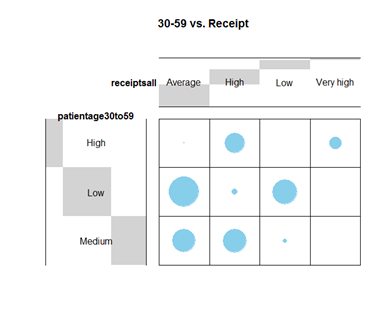 30-59 vs. Receipt
receiptsall Average High Low Very high
patientage30to59
High
Low
Medium